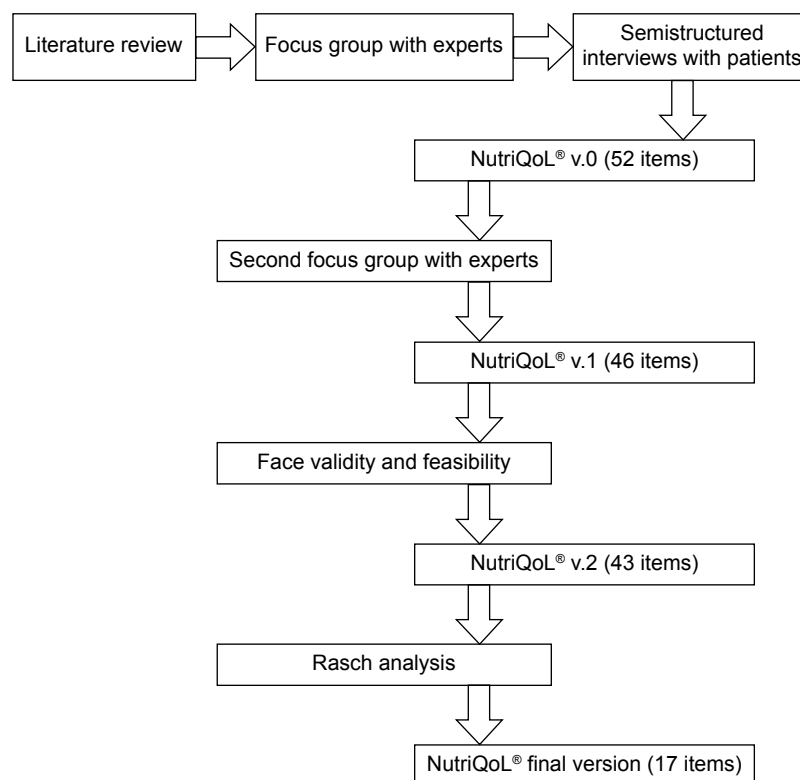 Literature review
Focus group with experts
Semistructured
interviews with patients
NutriQoL® v.0 (52 items)
Second focus group with experts
NutriQoL® v.1 (46 items)
Face validity and feasibility
NutriQoL® v.2 (43 items)
Rasch analysis
NutriQoL® final version (17 items)